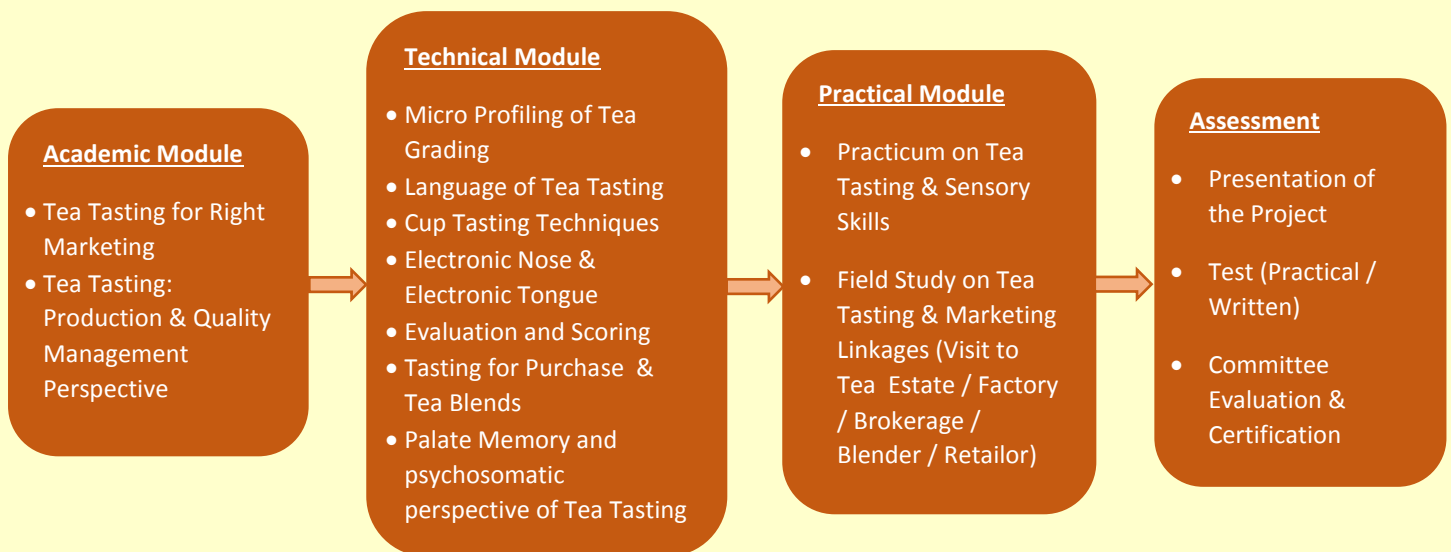 Academic Module
• Tea Tasting for Right
Marketing
• Tea Tasting:
Production & Quality
Management
Perspective
Technical Module
• Micro Profiling of Tea
Grading
• Language of Tea Tasting
• Cup Tasting Techniques
• Electronic Nose &
Electronic Tongue
• Evaluation and Scoring
• Tasting for Purchase &
Tea Blends
• Palate Memory and
psychosomatic
perspective of Tea Tasting
Practical Module
• Practicum on Tea
Tasting & Sensory
Skills
• Field Study on Tea
Tasting & Marketing
Linkages (Visit to
Tea Estate / Factory
/ Brokerage /
Blender / Retailor)
Assessment
• Presentation of
the Project
• Test (Practical /
Written)
• Committee
Evaluation &
Certification